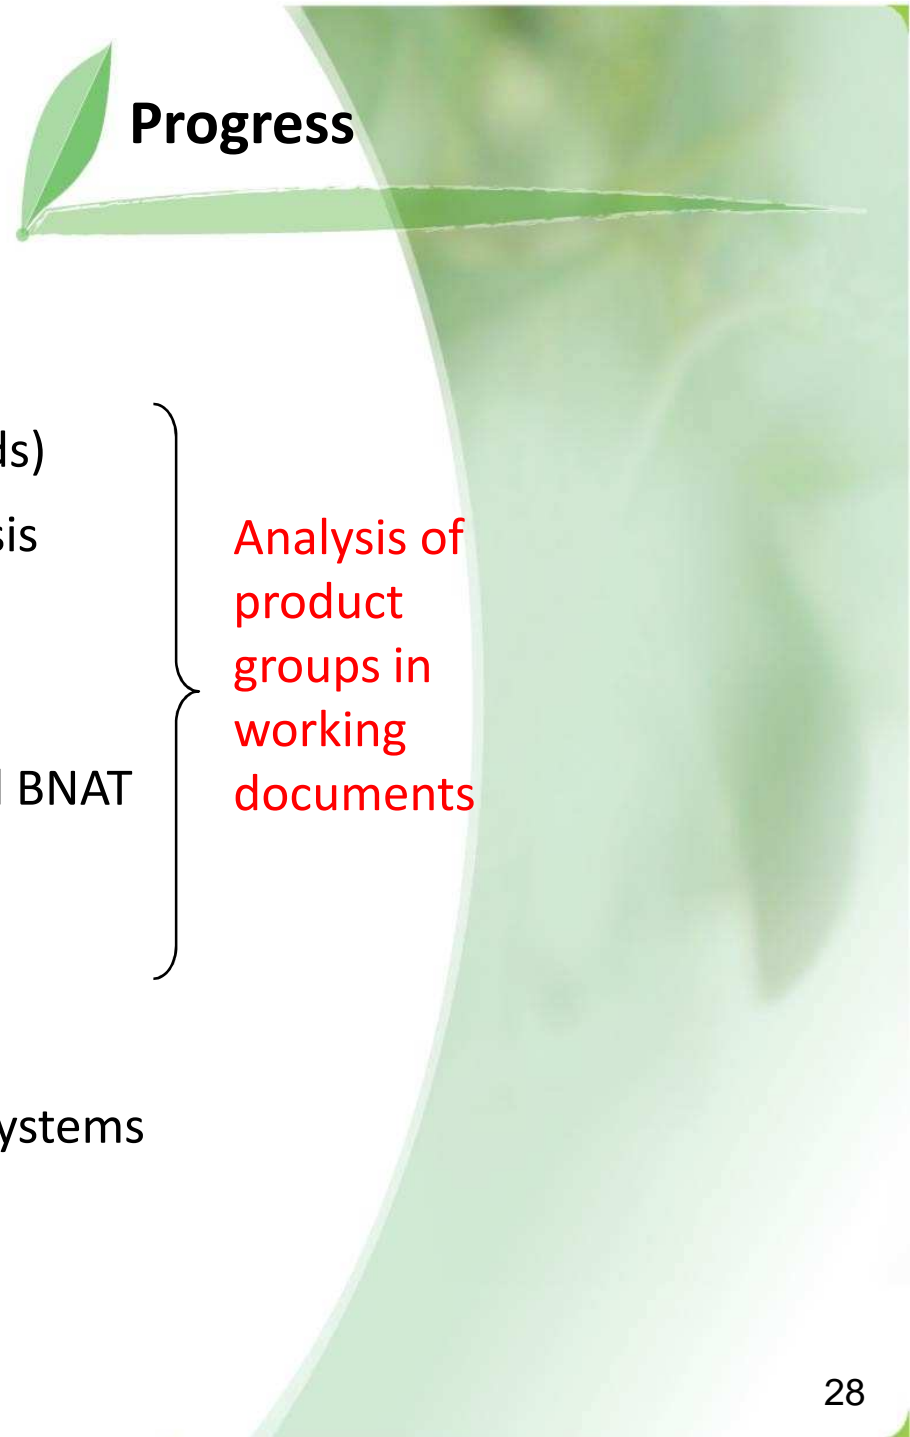 Progress
ds)
sis
Analysis of
product
groups in
working
documents
BNAT
ystems
28